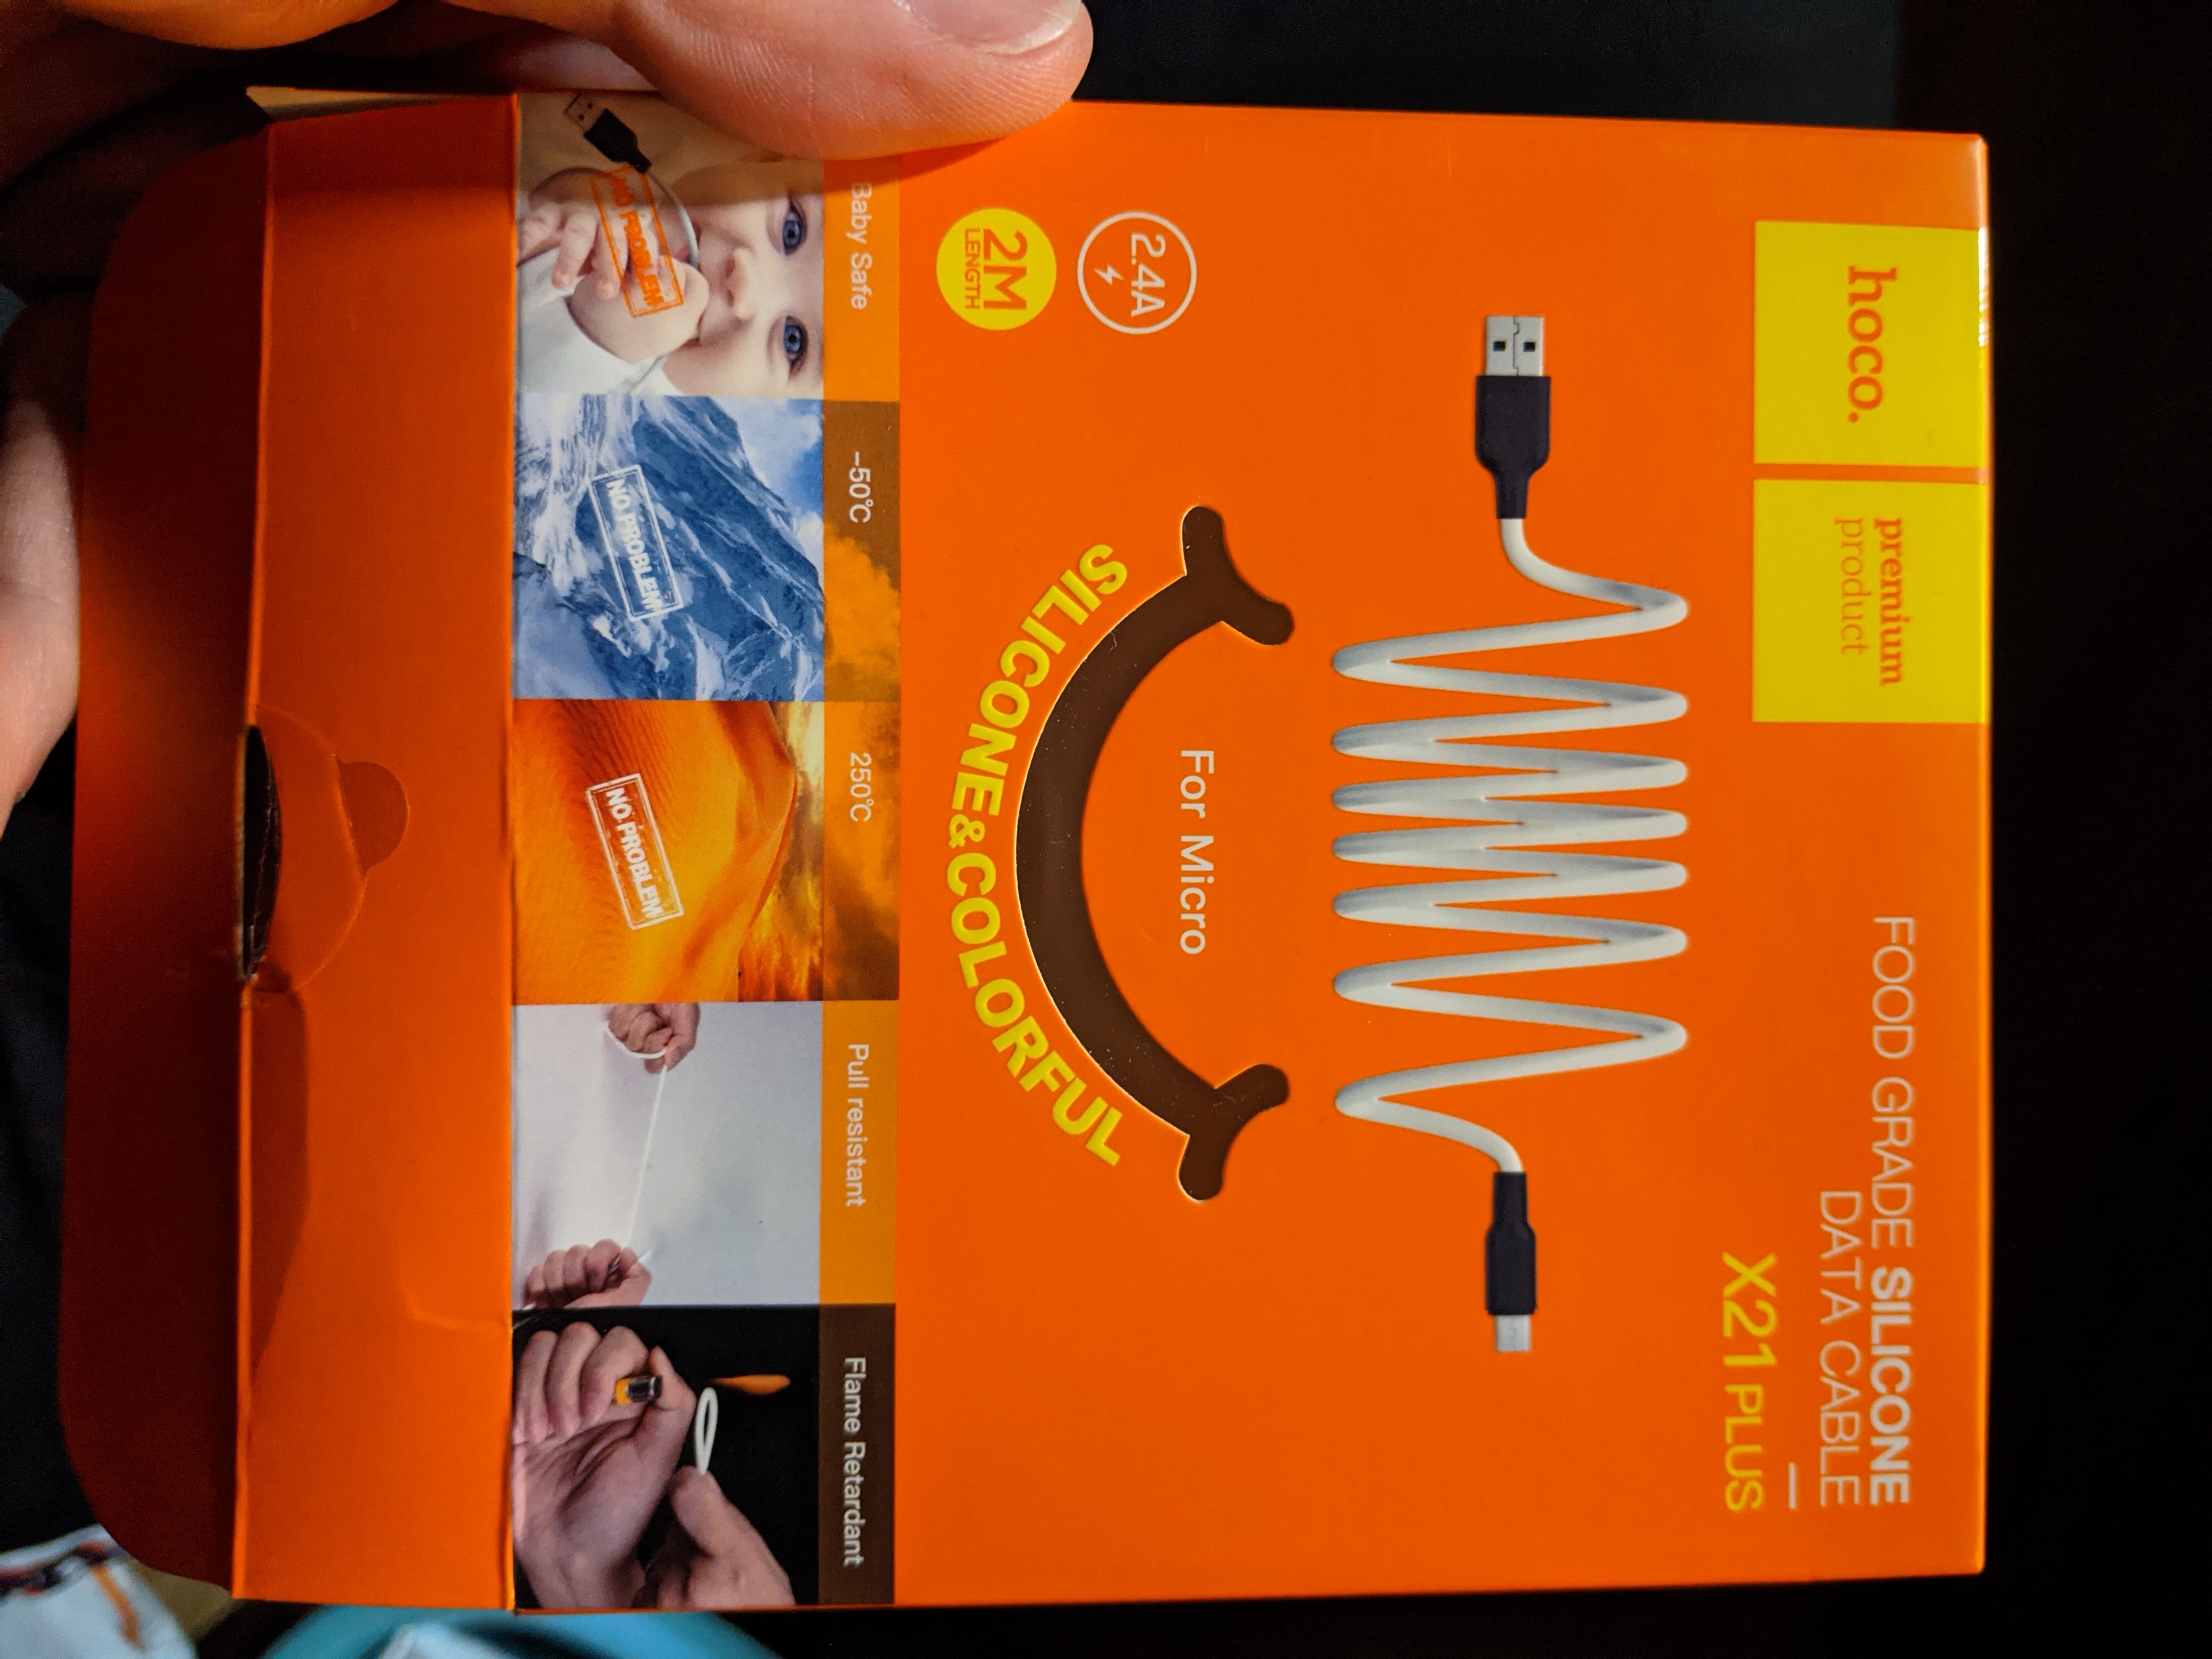 hoco.
premium
product
FOOD GRADE SILICONE
DATA CABLE
X21 PLUS
For Micro
SILICONE&COLORFUL
2.4A
2M
LENGTH
Baby Safe
-50℃
250℃
Pull resistant
Flame Retardant
NO PROBLEM
NO PROBLEM
NO PROBLEM